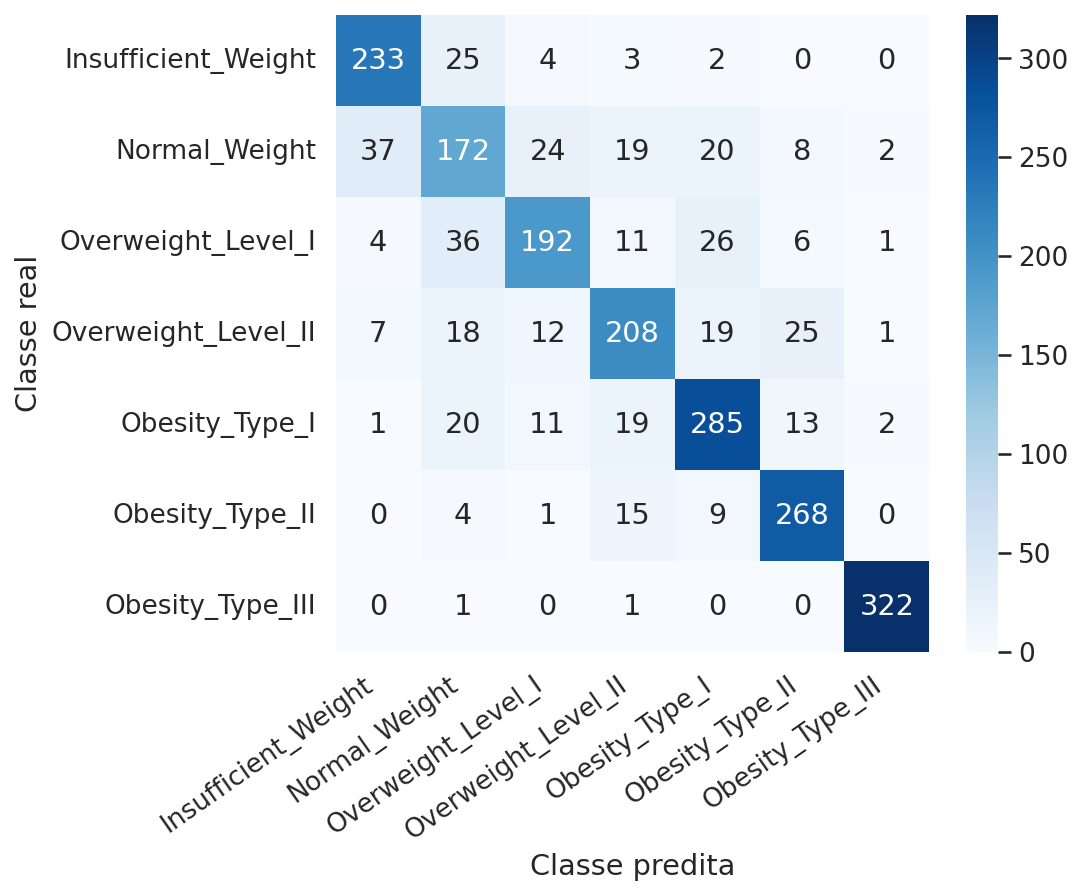 Classe real
Insufficient_Weight 233 25 4 3 2 0 0
Normal_Weight 37 172 24 19 20 8 2
Overweight_Level_I 4 36 192 11 26 6 1
Overweight_Level_II 7 18 12 208 19 25 1
Obesity_Type_I 1 20 11 19 285 13 2
Obesity_Type_II 0 4 1 15 9 268 0
Obesity_Type_III 0 1 0 1 0 0 322
Insufficient_Weight
Normal_Weight
Overweight_Level_I
Overweight_Level_II
Obesity_Type_I
Obesity_Type_II
Obesity_Type_III
Classe predita
300
250
200
150
100
50
0